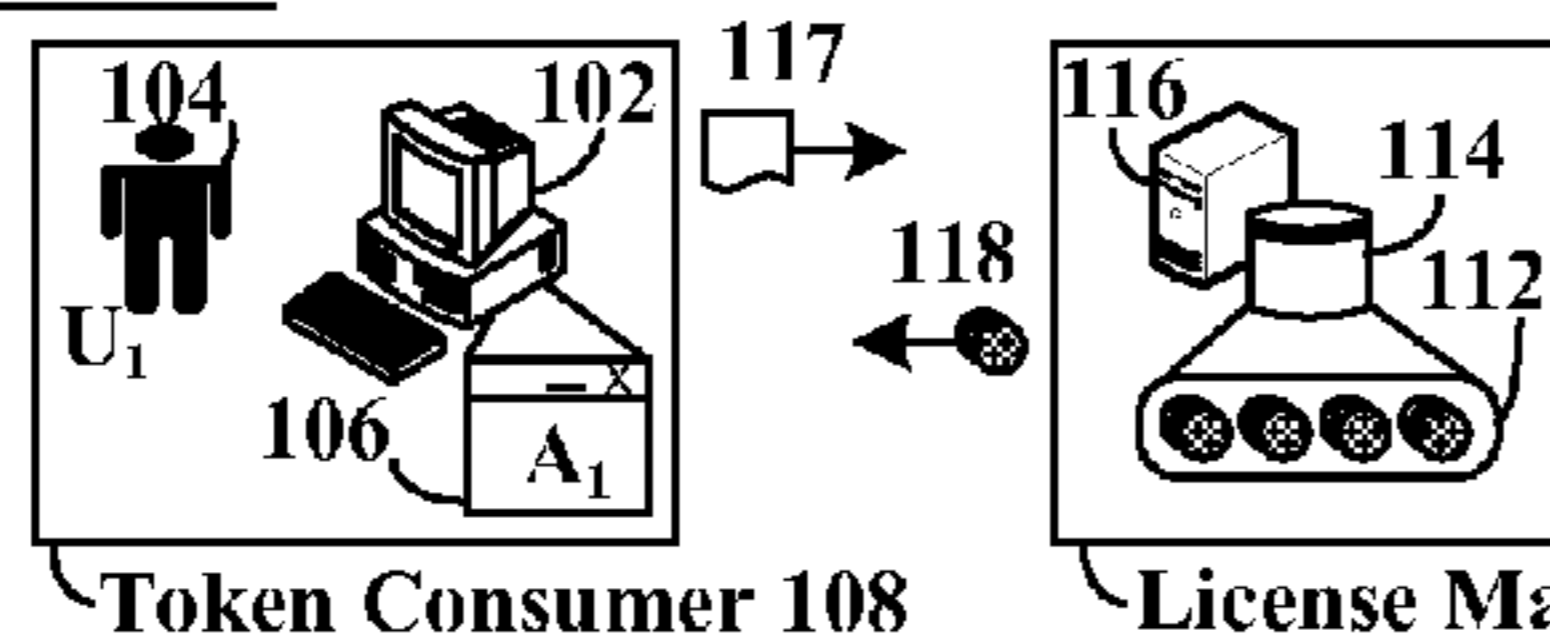 117
104
102
116
114
118
112
U1
– X
106
A1
Token Consumer 108
License Ma